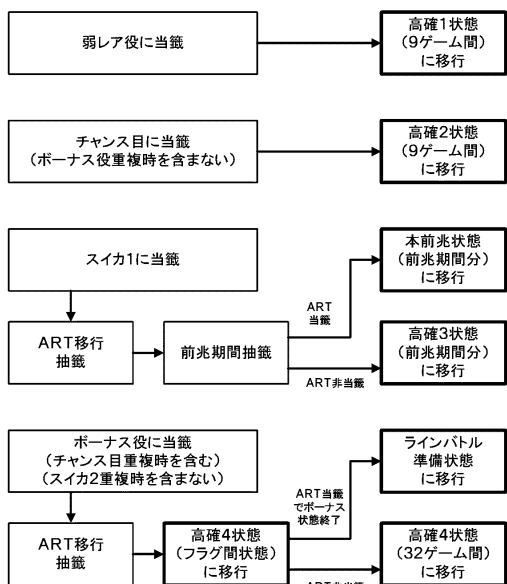 弱レア役に当籤
高確1状態
(9ゲーム間)
に移行
チャンス目に当籤
(ボーナス役重複時を含まない)
高確2状態
(9ゲーム間)
に移行
スイカ1に当籤
本前兆状態
(前兆期間分)
に移行
ART
当籤
ART移行
抽籤
前兆期間抽籤
高確3状態
(前兆期間分)
に移行
ART非当籤
ボーナス役に当籤
(チャンス目重複時を含む)
(スイカ2重複時を含まない)
ラインバトル
準備状態
に移行
ART当籤
でボーナス
状態終了
ART移行
抽籤
高確4状態
(フラグ間状態)
に移行
高確4状態
(32ゲーム間)
に移行
ART非当籤